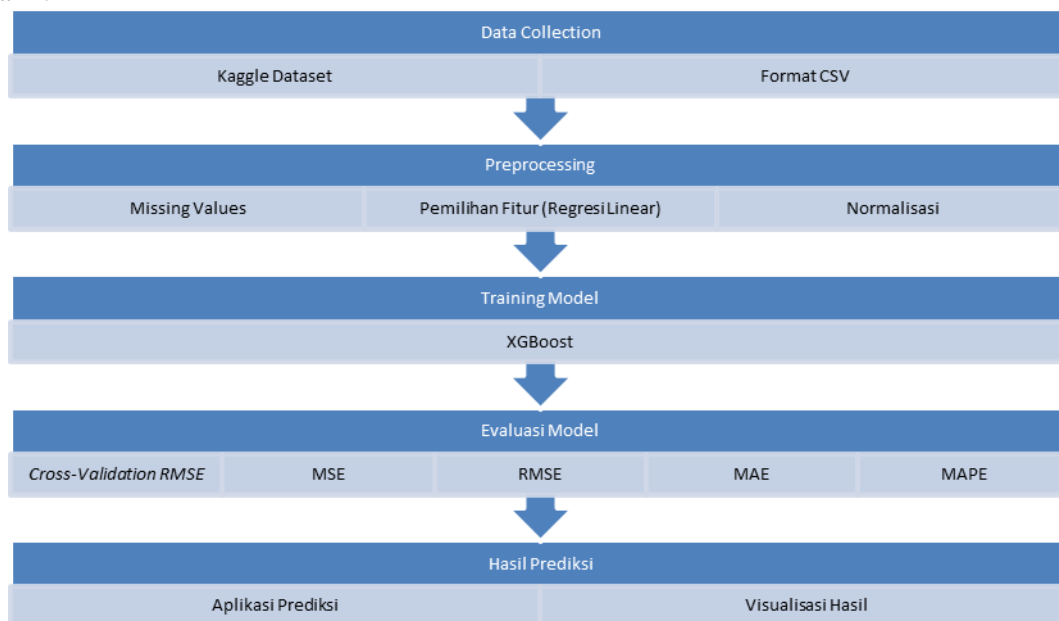 Data Collection
Kaggle Dataset Format CSV
Preprocessing
Missing Values Pemilihan Fitur (Regresi Linear) Normalisasi
Training Model
XGBoost
Evaluasi Model
Cross-Validation RMSE MSE RMSE MAE MAPE
Hasil Prediksi
Aplikasi Prediksi Visualisasi Hasil